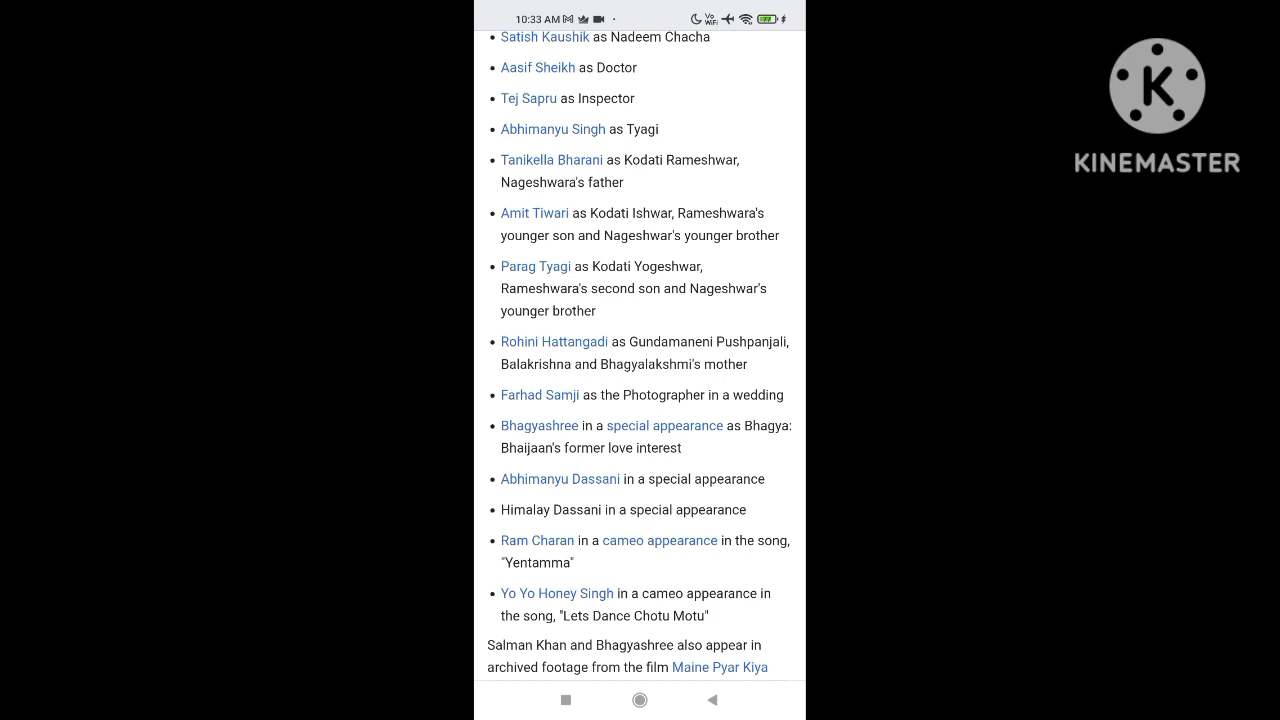 10:33 AM
Vo
WiFi
Satish Kaushik as Nadeem Chacha
Aasif Sheikh as Doctor
Tej Sapru as Inspector
Abhimanyu Singh as Tyagi
Tanikella Bharani as Kodati Rameshwar,
Nageshwara's father
Amit Tiwari as Kodati Ishwar, Rameshwara's
younger son and Nageshwar's younger brother
Parag Tyagi as Kodati Yogeshwar,
Rameshwara's second son and Nageshwar's
younger brother
Rohini Hattangadi as Gundamaneni Pushpanjali,
Balakrishna and Bhagyalakshmi's mother
Farhad Samji as the Photographer in a wedding
Bhagyashree in a special appearance as Bhagya:
Bhaijaan's former love interest
Abhimanyu Dassani in a special appearance
Himalay Dassani in a special appearance
Ram Charan in a cameo appearance in the song,
"Yentamma"
Yo Yo Honey Singh in a cameo appearance in
the song, "Lets Dance Chotu Motu"
Salman Khan and Bhagyashree also appear in
archived footage from the film Maine Pyar Kiya
K
KINEMASTER